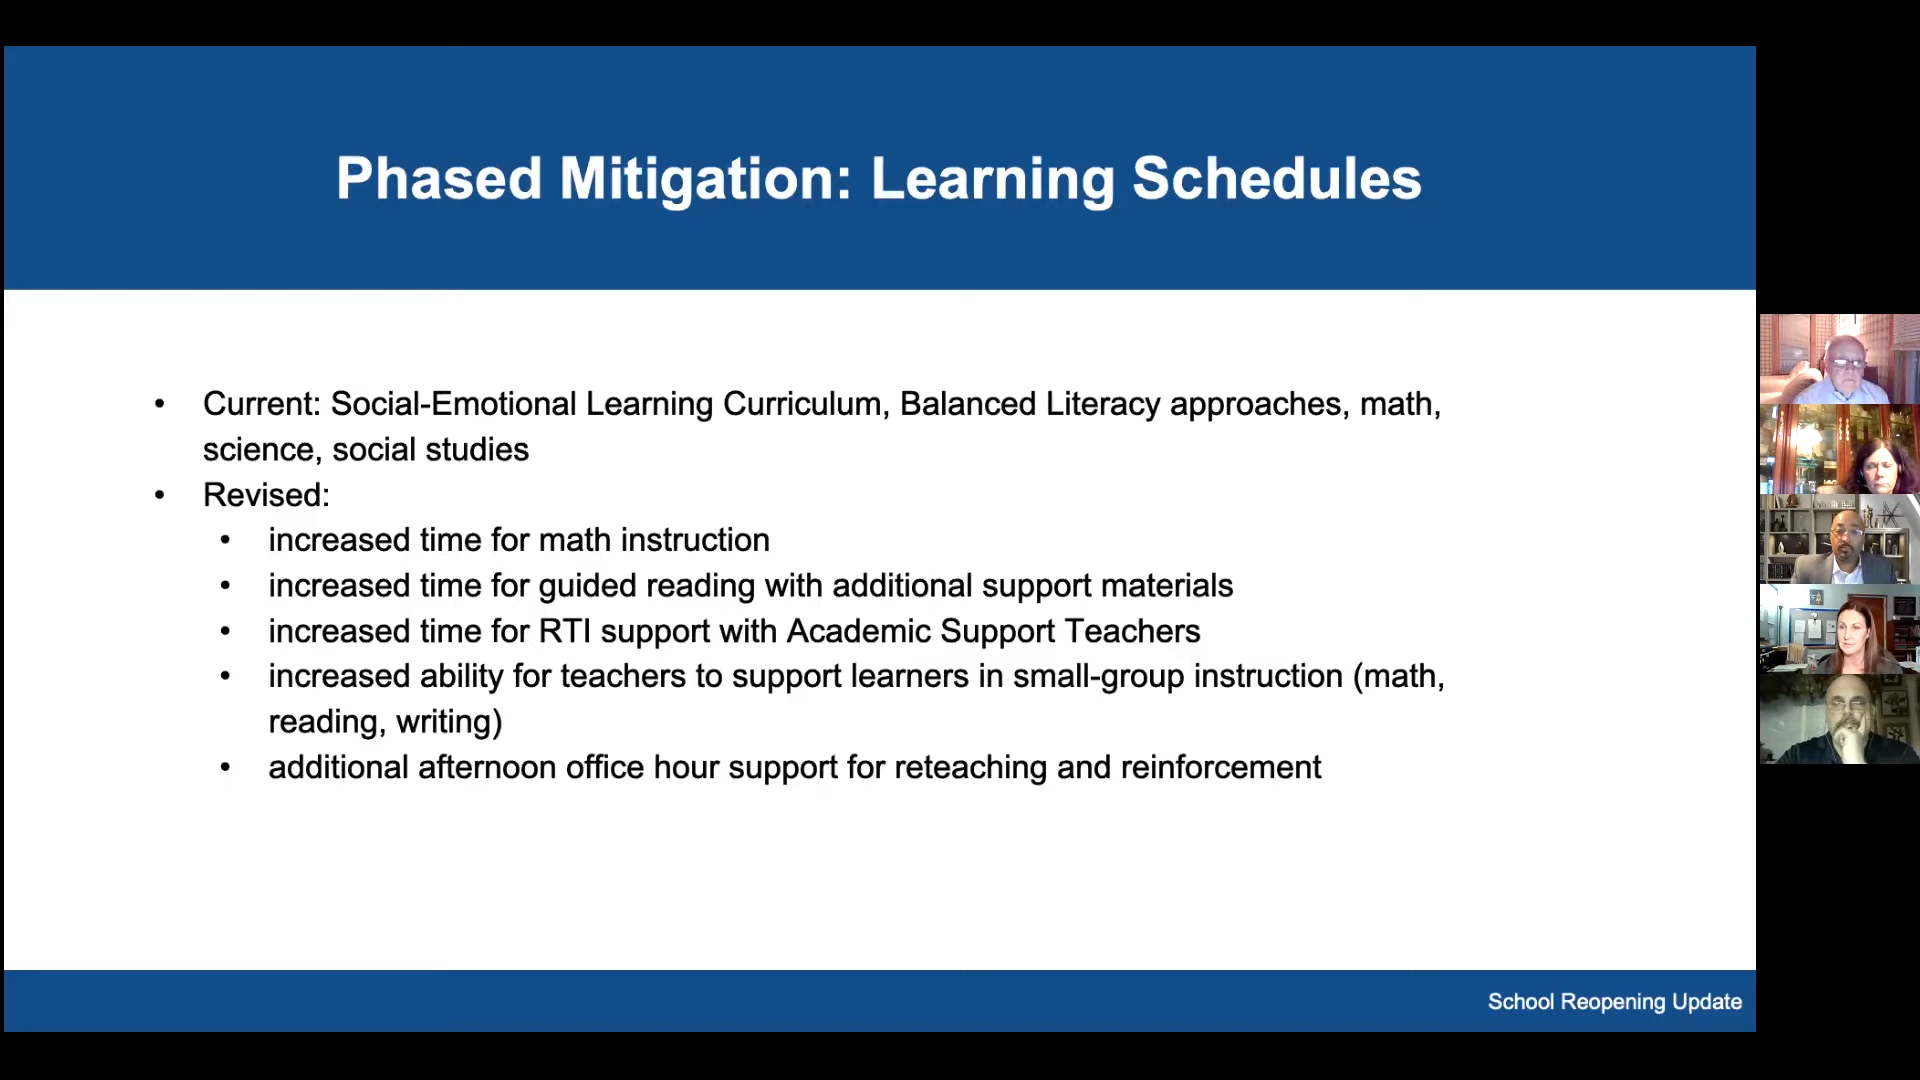 Phased Mitigation: Learning Schedules
• Current: Social-Emotional Learning Curriculum, Balanced Literacy approaches, math,
science, social studies
• Revised:
• increased time for math instruction
• increased time for guided reading with additional support materials
• increased time for RTI support with Academic Support Teachers
• increased ability for teachers to support learners in small-group instruction (math,
reading, writing)
• additional afternoon office hour support for reteaching and reinforcement
School Reopening Update